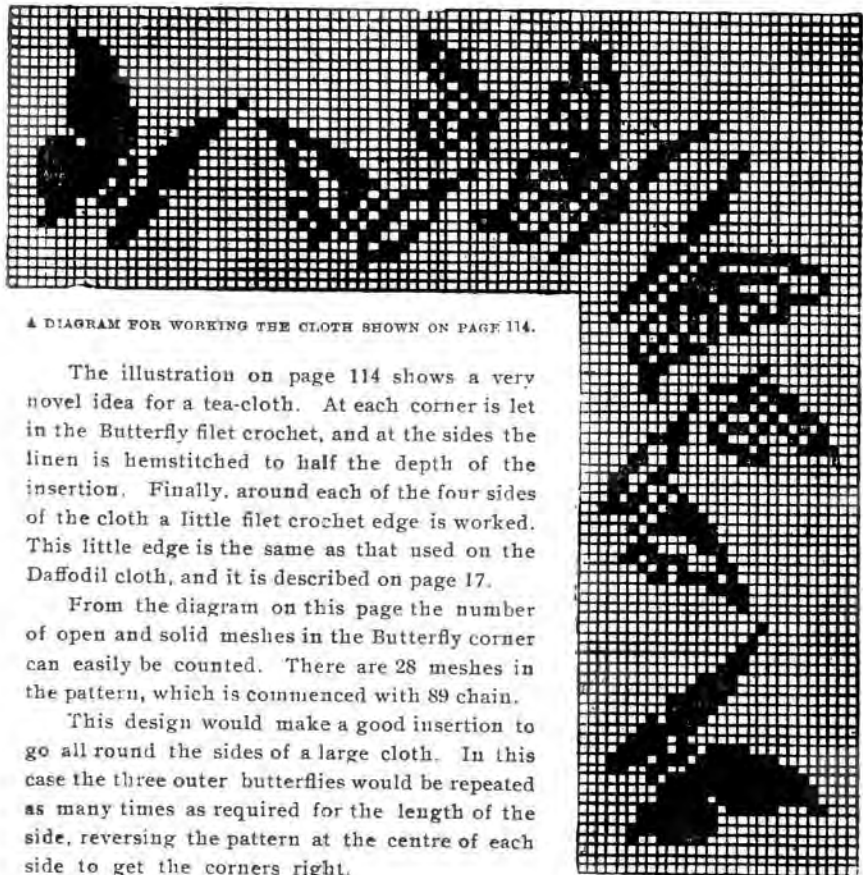 A DIAGRAM FOR WORKING THE CLOTH SHOWN ON PAGE 114.
The illustration on page 114 shows a very
novel idea for a tea-cloth. At each corner is let
in the Butterfly filet crochet, and at the sides the
linen is hemstitched to half the depth of the
insertion. Finally, around each of the four sides
of the cloth a little filet crochet edge is worked.
This little edge is the same as that used on the
Daffodil cloth, and it is described on page 17.
From the diagram on this page the number
of open and solid meshes in the Butterfly corner
can easily be counted. There are 28 meshes in
the pattern, which is commenced with 89 chain.
This design would make a good insertion to
go all round the sides of a large cloth. In this
case the three outer butterflies would be repeated
as many times as required for the length of the
side, reversing the pattern at the centre of each
side to get the corners right.